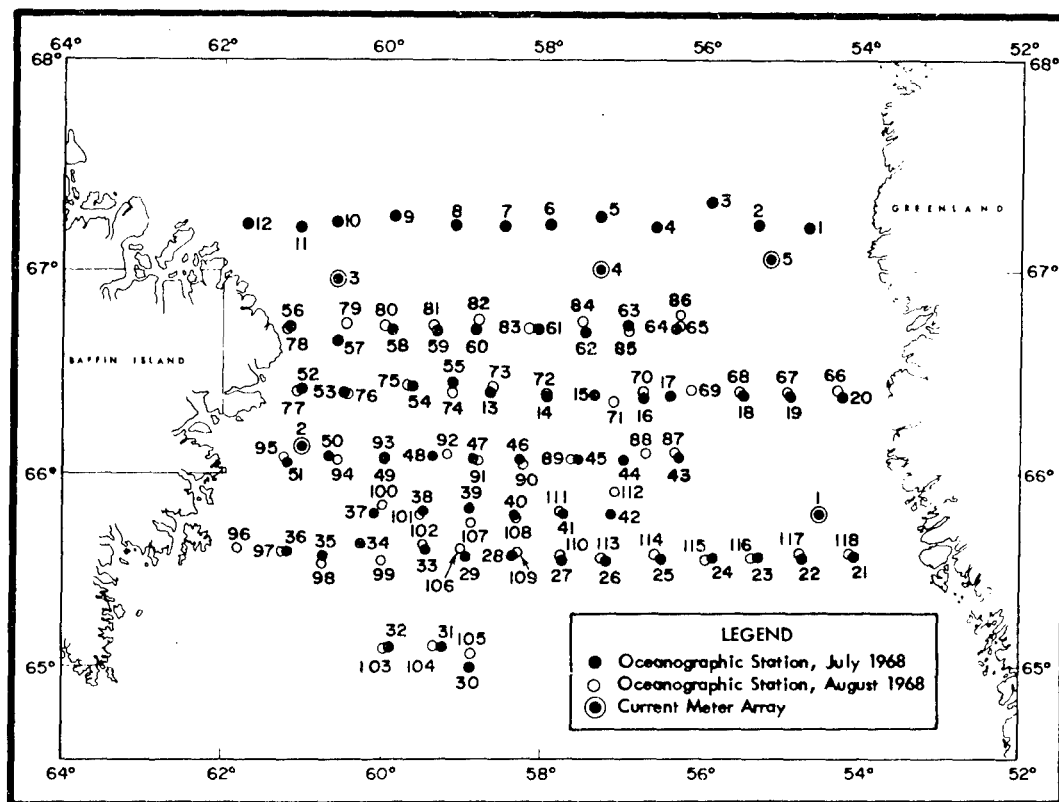 64° 62° 60° 58° 56° 54° 52°
68° 68°
3
12 11 10 9 8 7 6 5 4 2 1
GREENLAND
67° 3 4 5 67°
79 80 81 82 84 86
56 83 61 63 64 65
78 57 58 59 60 62 85
BAFFIN ISLAND
52 53 76 75 55 73 72 15 70 17 69 68 67 66
77 54 74 13 14 71 16 18 19 20
2
95 50 93 48 92 47 46 89 45 88 87
66° 51 94 49 91 90 44 43 66°
100 38 39 40 111 112 1
37 101 107 108 41 42
96 36 35 34 102 110 113 114 115 116 117 118
97 98 99 33 106 29 28 109 27 26 25 24 23 22 21
32 31 105
65° 103 104 30 65°
LEGEND
Oceanographic Station, July 1968
Oceanographic Station, August 1968
Current Meter Array
64° 62° 60° 58° 56° 54° 52°